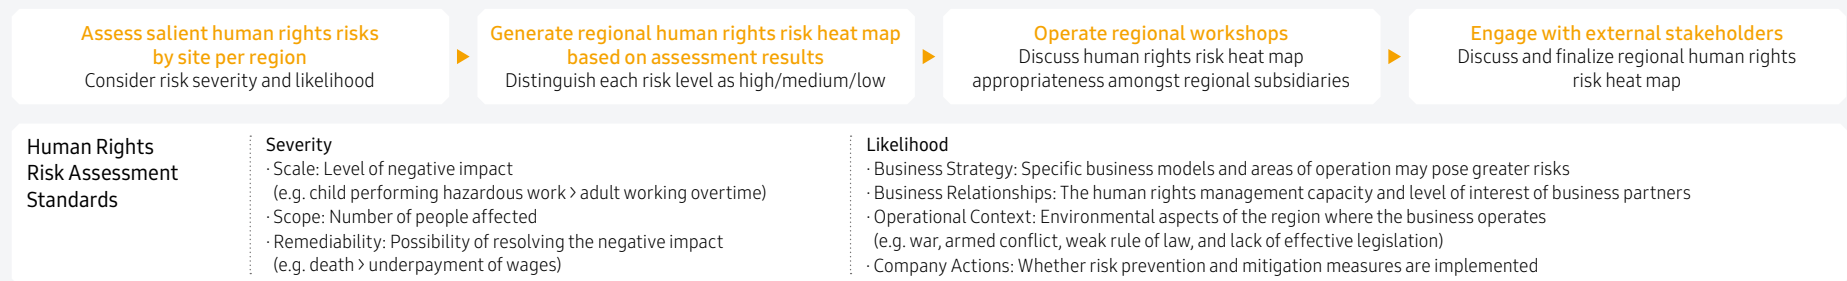 Assess salient human rights risks
by site per region
Consider risk severity and likelihood
Generate regional human rights risk heat map
based on assessment results
Distinguish each risk level as high/medium/low
Operate regional workshops
Discuss human rights risk heat map
appropriateness amongst regional subsidiaries
Engage with external stakeholders
Discuss and finalize regional human rights
risk heat map
Human Rights
Risk Assessment
Standards
Severity
· Scale: Level of negative impact
(e.g. child performing hazardous work > adult working overtime)
· Scope: Number of people affected
· Remediability: Possibility of resolving the negative impact
(e.g. death > underpayment of wages)
Likelihood
· Business Strategy: Specific business models and areas of operation may pose greater risks
· Business Relationships: The human rights management capacity and level of interest of business partners
· Operational Context: Environmental aspects of the region where the business operates
(e.g. war, armed conflict, weak rule of law, and lack of effective legislation)
· Company Actions: Whether risk prevention and mitigation measures are implemented